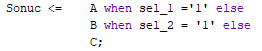 Sonuc <= A when sel_1 ='1' else
B when sel_2 = '1' else
C;